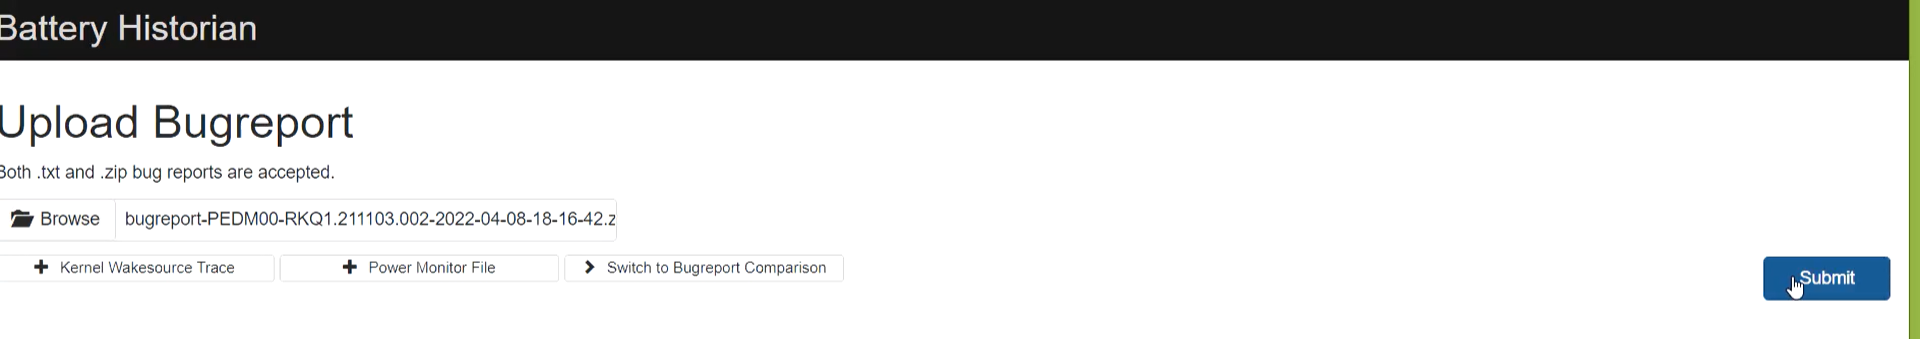 Battery Historian
Upload Bugreport
Both .txt and .zip bug reports are accepted.
Browse bugreport-PEDM00-RKQ1.211103.002-2022-04-08-18-16-42.z
Kernel Wakesource Trace Power Monitor File Switch to Bugreport Comparison
Submit